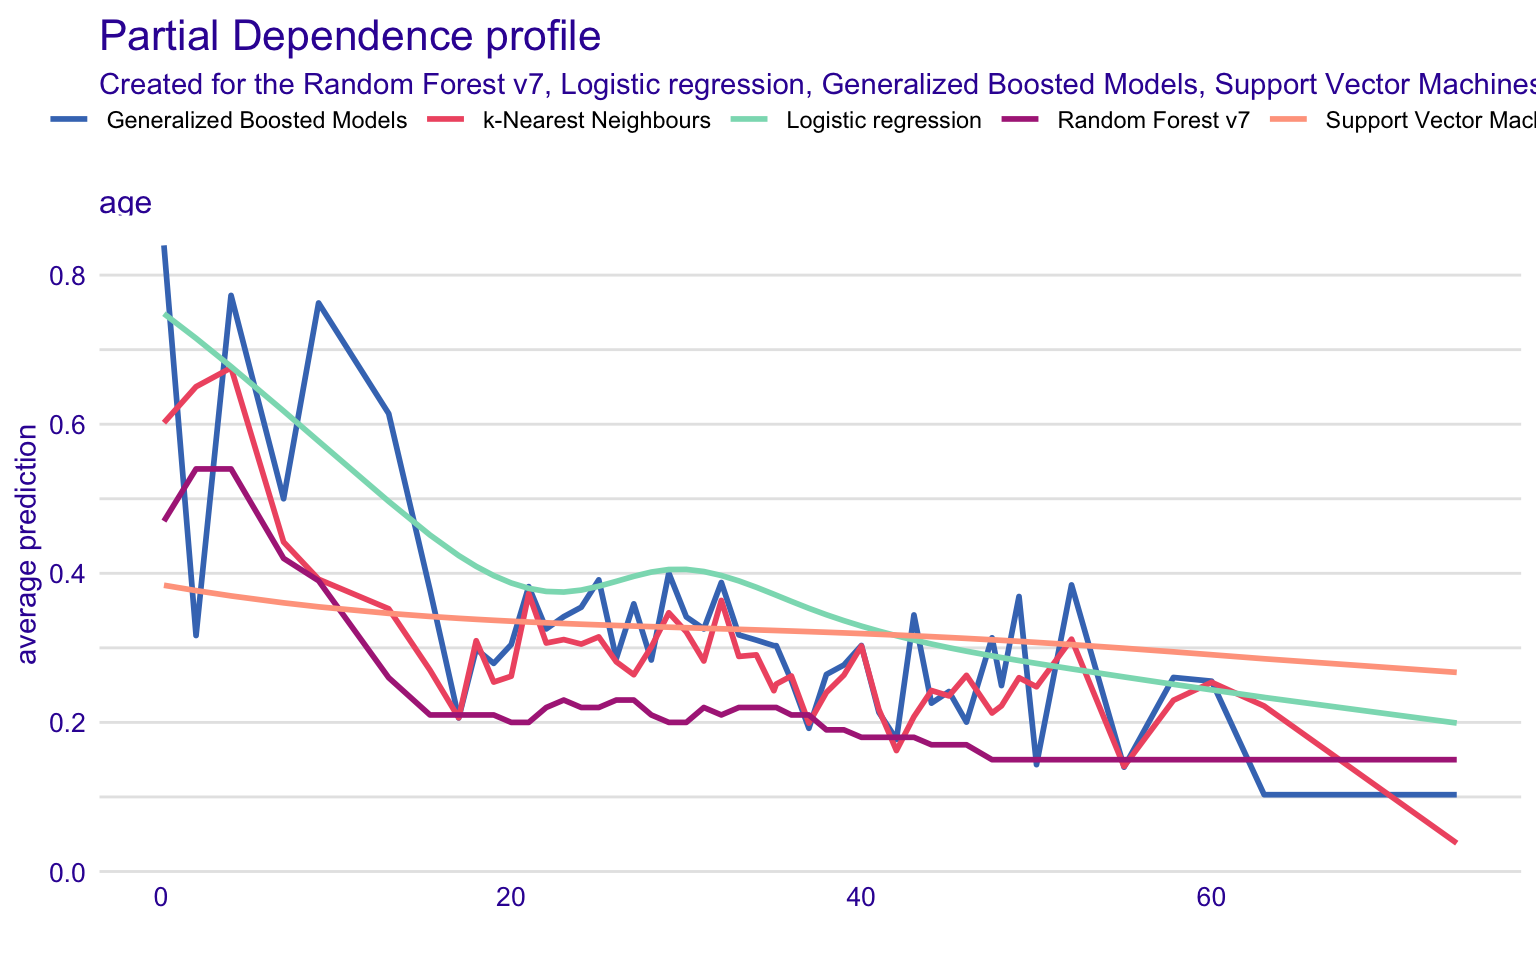 Partial Dependence profile
Created for the Random Forest v7, Logistic regression, Generalized Boosted Models, Support Vector Machines
Generalized Boosted Models k-Nearest Neighbours Logistic regression Random Forest v7 Support Vector
age
0.8
0.6
0.4
0.2
0.0
average prediction
0 20 40 60